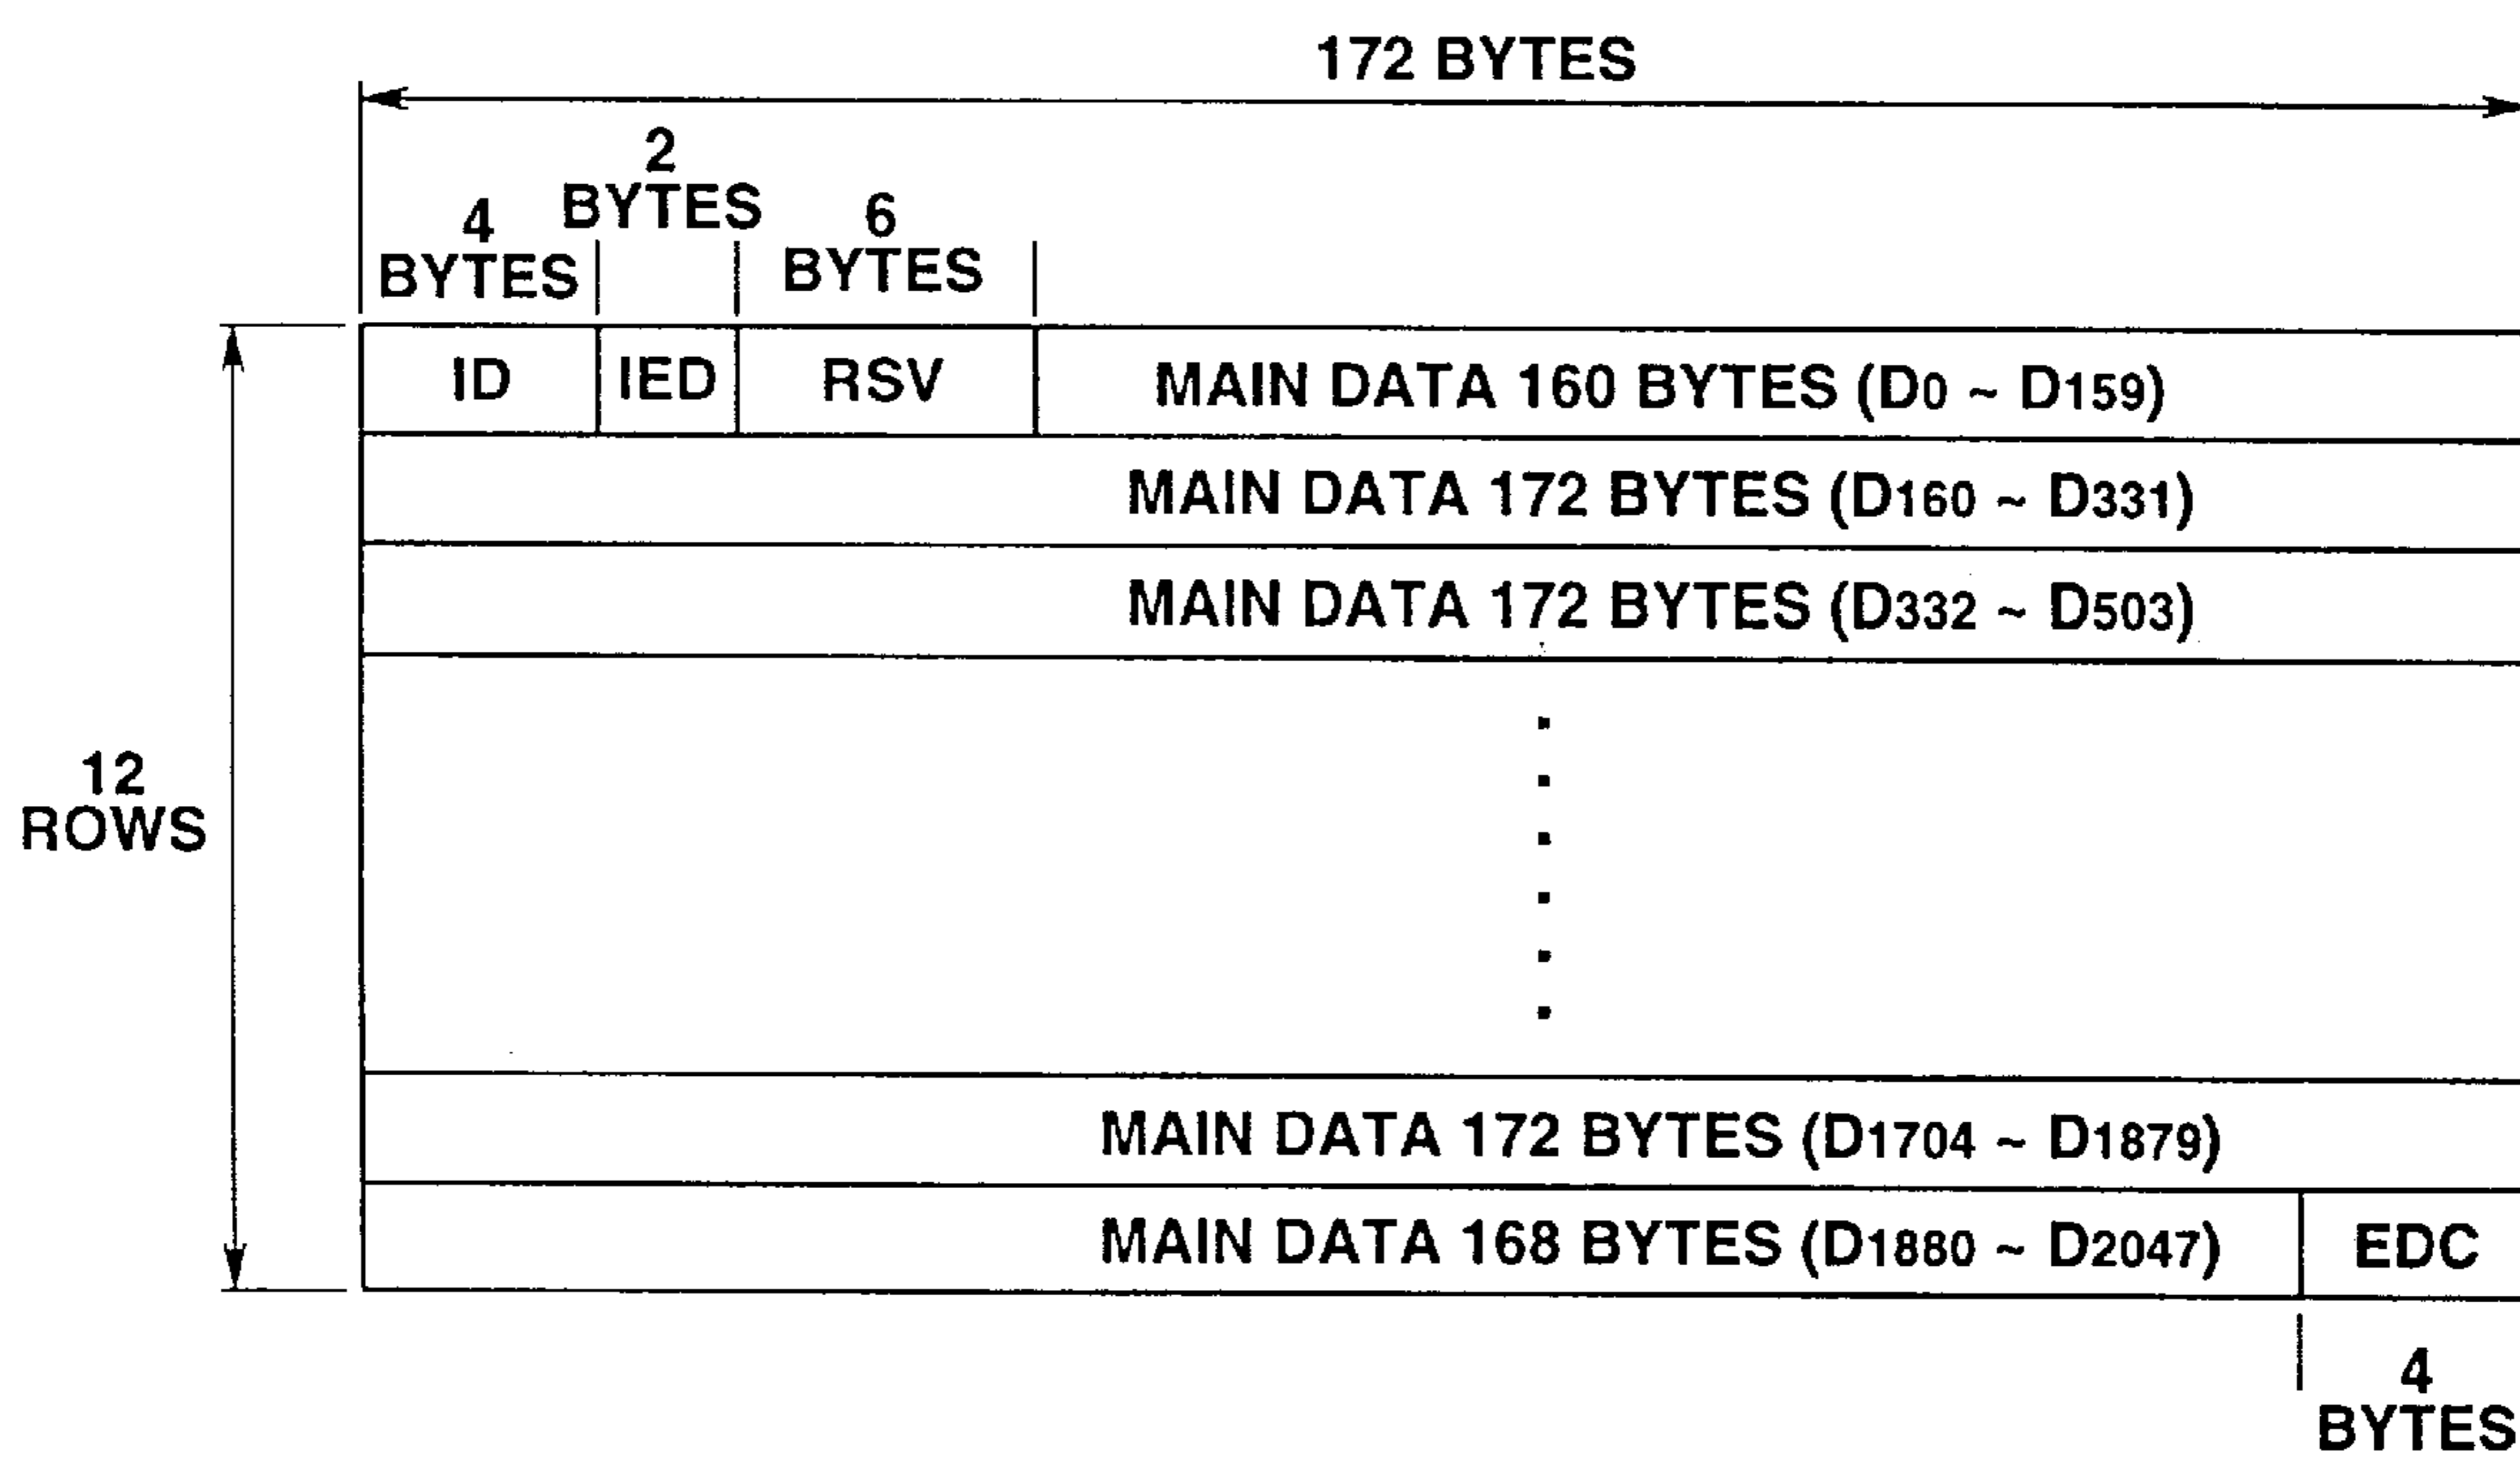 172 BYTES
2
BYTES
4
BYTES
6
BYTES
ID IED RSV MAIN DATA 160 BYTES (D0 ~ D159)
MAIN DATA 172 BYTES (D160 ~ D331)
MAIN DATA 172 BYTES (D332 ~ D503)
12
ROWS
MAIN DATA 172 BYTES (D1704 ~ D1879)
MAIN DATA 168 BYTES (D1880 ~ D2047) EDC
4
BYTES